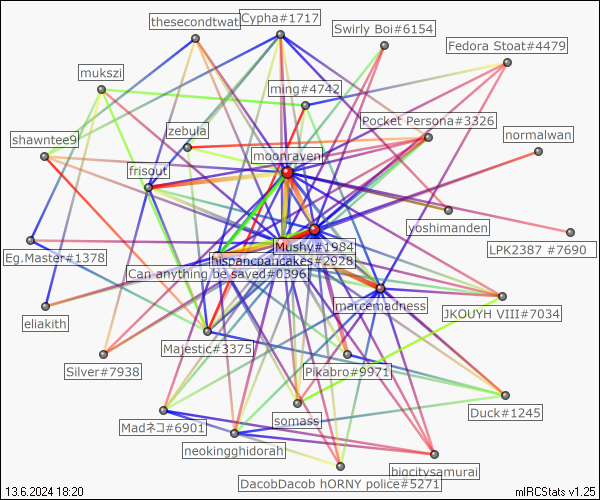 thesecondtwat
Cypha#1717
Swirly Boi#6154
Fedora Stoat#4479
mukszi
ming#4742
Pocket Persona#3326
zebula
normalwan
shawntee9
moonraveni
frisout
yoshimanden
Mushy#1984
LPK2387 #7690
Eg.Master#1378
hispancpancakes#2928
Can anything be saved#0396
marcemadness
eliakith
JKOUYH VIII#7034
Majestic#3375
Silver#7938
Pikabro#9971
Duck#1245
somass
Madネコ#6901
neokingghidorah
bigcitysamurai
DacobDacob hORNY police#5271
13.6.2024 18:20
mIRCStats v1.25